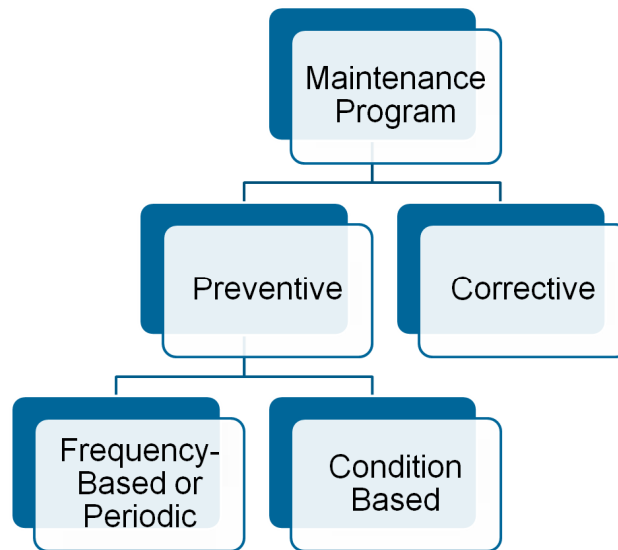 Maintenance
Program
Preventive
Corrective
Frequency-
Based or
Periodic
Condition
Based